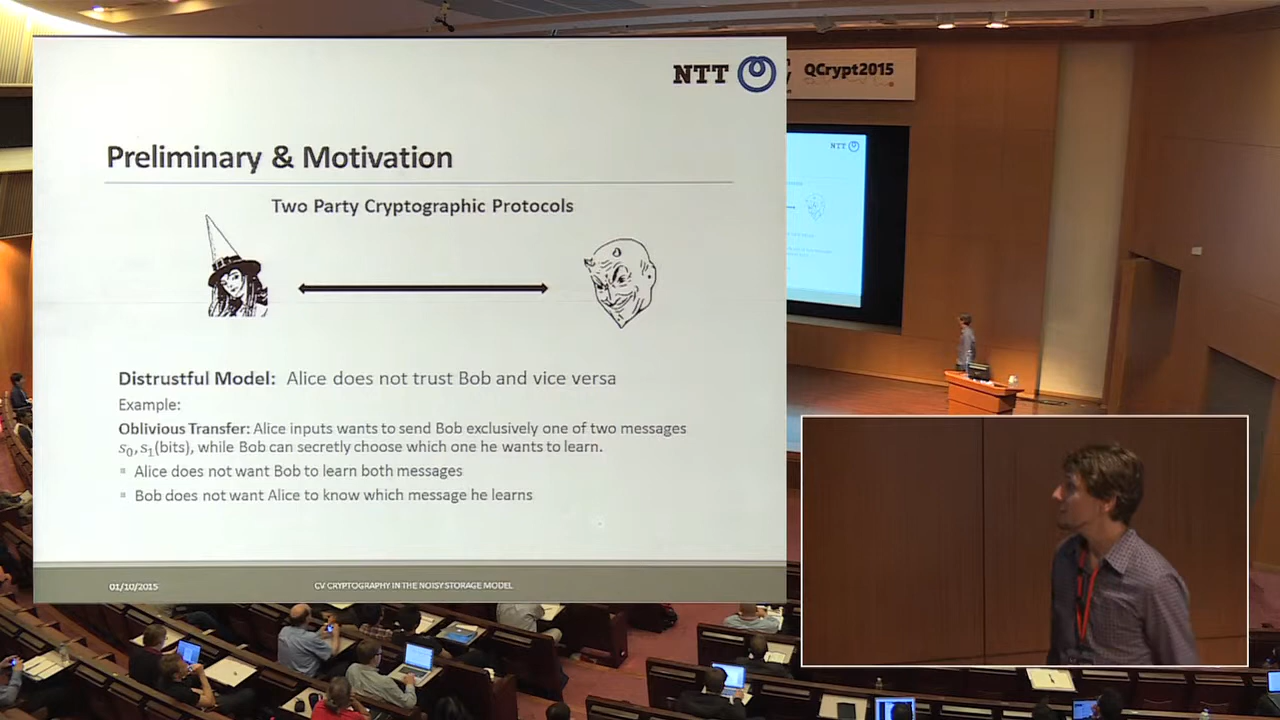 NTT
QCrypt2015
Preliminary & Motivation
NTT
Two Party Cryptographic Protocols
Distrustful Model: Alice does not trust Bob and vice versa
Example:
Oblivious Transfer: Alice inputs wants to send Bob exclusively one of two messages
s0,s1(bits), while Bob can secretly choose which one he wants to learn.
▪ Alice does not want Bob to learn both messages
▪ Bob does not want Alice to know which message he learns
01/10/2015
CV CRYPTOGRAPHY IN THE NOISY STORAGE MODEL